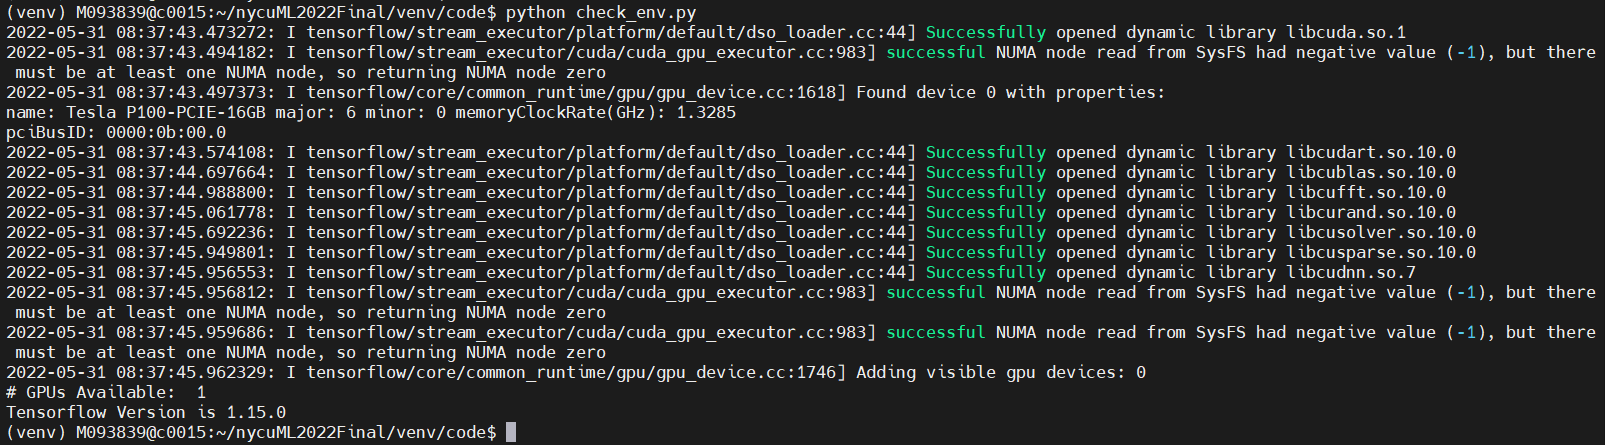 (venv) M093839@c0015:~/nycuML2022Final/venv/code$ python check_env.py
2022-05-31 08:37:43.473272: I tensorflow/stream_executor/platform/default/dso_loader.cc:44] Successfully opened dynamic library libcuda.so.1
2022-05-31 08:37:43.494182: I tensorflow/stream_executor/cuda/cuda_gpu_executor.cc:983] successful NUMA node read from SysFS had negative value (-1), but there
must be at least one NUMA node, so returning NUMA node zero
2022-05-31 08:37:43.497373: I tensorflow/core/common_runtime/gpu/gpu_device.cc:1618] Found device 0 with properties:
name: Tesla P100-PCIE-16GB major: 6 minor: 0 memoryClockRate(GHz): 1.3285
pciBusID: 0000:0b:00.0
2022-05-31 08:37:43.574108: I tensorflow/stream_executor/platform/default/dso_loader.cc:44] Successfully opened dynamic library libcudart.so.10.0
2022-05-31 08:37:44.697664: I tensorflow/stream_executor/platform/default/dso_loader.cc:44] Successfully opened dynamic library libcublas.so.10.0
2022-05-31 08:37:44.988800: I tensorflow/stream_executor/platform/default/dso_loader.cc:44] Successfully opened dynamic library libcufft.so.10.0
2022-05-31 08:37:45.061778: I tensorflow/stream_executor/platform/default/dso_loader.cc:44] Successfully opened dynamic library libcurand.so.10.0
2022-05-31 08:37:45.692236: I tensorflow/stream_executor/platform/default/dso_loader.cc:44] Successfully opened dynamic library libcusolver.so.10.0
2022-05-31 08:37:45.949801: I tensorflow/stream_executor/platform/default/dso_loader.cc:44] Successfully opened dynamic library libcusparse.so.10.0
2022-05-31 08:37:45.956553: I tensorflow/stream_executor/platform/default/dso_loader.cc:44] Successfully opened dynamic library libcudnn.so.7
2022-05-31 08:37:45.956812: I tensorflow/stream_executor/cuda/cuda_gpu_executor.cc:983] successful NUMA node read from SysFS had negative value (-1), but there
must be at least one NUMA node, so returning NUMA node zero
2022-05-31 08:37:45.959686: I tensorflow/stream_executor/cuda/cuda_gpu_executor.cc:983] successful NUMA node read from SysFS had negative value (-1), but there
must be at least one NUMA node, so returning NUMA node zero
2022-05-31 08:37:45.962329: I tensorflow/core/common_runtime/gpu/gpu_device.cc:1746] Adding visible gpu devices: 0
# GPUs Available:  1
Tensorflow Version is 1.15.0
(venv) M093839@c0015:~/nycuML2022Final/venv/code$